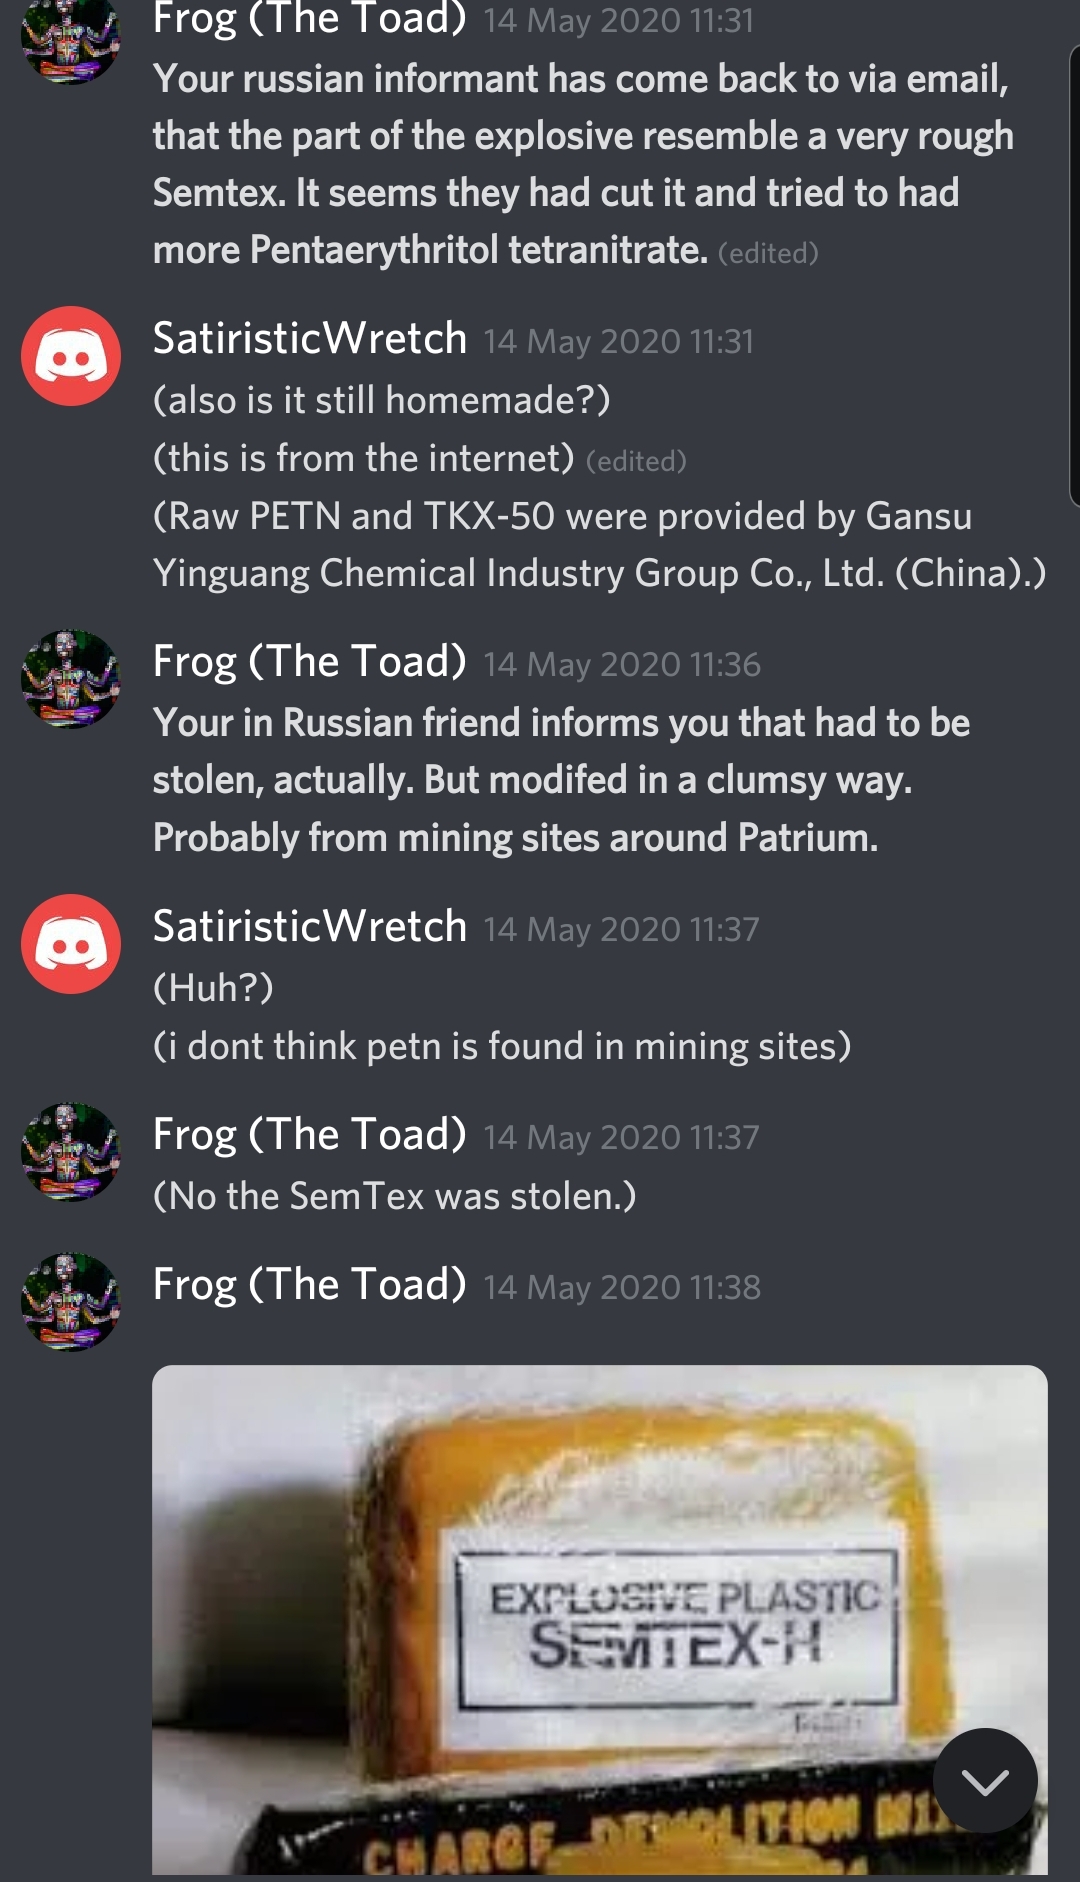 Frog (The Toad) 14 May 2020 11:31
Your russian informant has come back to via email,
that the part of the explosive resemble a very rough
Semtex. It seems they had cut it and tried to had
more Pentaerythritol tetranitrate. (edited)
SatiristicWretch 14 May 2020 11:31
(also is it still homemade?)
(this is from the internet) (edited)
(Raw PETN and TKX-50 were provided by Gansu
Yinguang Chemical Industry Group Co., Ltd. (China).)
Frog (The Toad) 14 May 2020 11:36
Your in Russian friend informs you that had to be
stolen, actually. But modifed in a clumsy way.
Probably from mining sites around Patrium.
SatiristicWretch 14 May 2020 11:37
(Huh?)
(i dont think petn is found in mining sites)
Frog (The Toad) 14 May 2020 11:37
(No the SemTex was stolen.)
Frog (The Toad) 14 May 2020 11:38
EXPLOSIVE PLASTIC
SEMTEX-H
CHARGE DEMOLITION